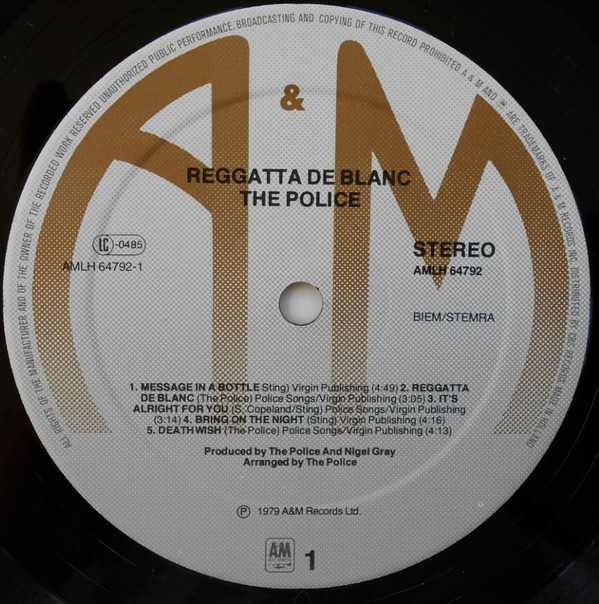 ALL RIGHTS OF THE MANUFACTURER AND OF THE OWNER OF THE RECORDED WORK RESERVED UNAUTHORIZED PUBLIC PERFORMANCE, BROADCASTING AND COPYING OF THIS RECORD PROHIBITED. A & M AND ARE TRADEMARKS OF A & M RECORDS INC. DISTRIBUTED BY CBS RECORDS MADE IN HOLLAND
A & M
REGGATTA DE BLANC
THE POLICE
LC-0485
AMLH 64792-1
STEREO
AMLH 64792
BIEM/STEMRA
1. MESSAGE IN A BOTTLE Sting) Virgin Publishing (4:49) 2. REGGATTA
DE BLANC (The Police) Police Songs/Virgin Publishing (3:05) 3. IT'S
ALRIGHT FOR YOU (S. Copeland/Sting) Police Songs/Virgin Publishing
(3:14) 4. BRING ON THE NIGHT (Sting) Virgin Publishing (4:16)
5. DEATHWISH (The Police) Police Songs/Virgin Publishing (4:13)
Produced by The Police And Nigel Gray
Arranged by The Police
Ⓟ 1979 A&M Records Ltd.
AM
1